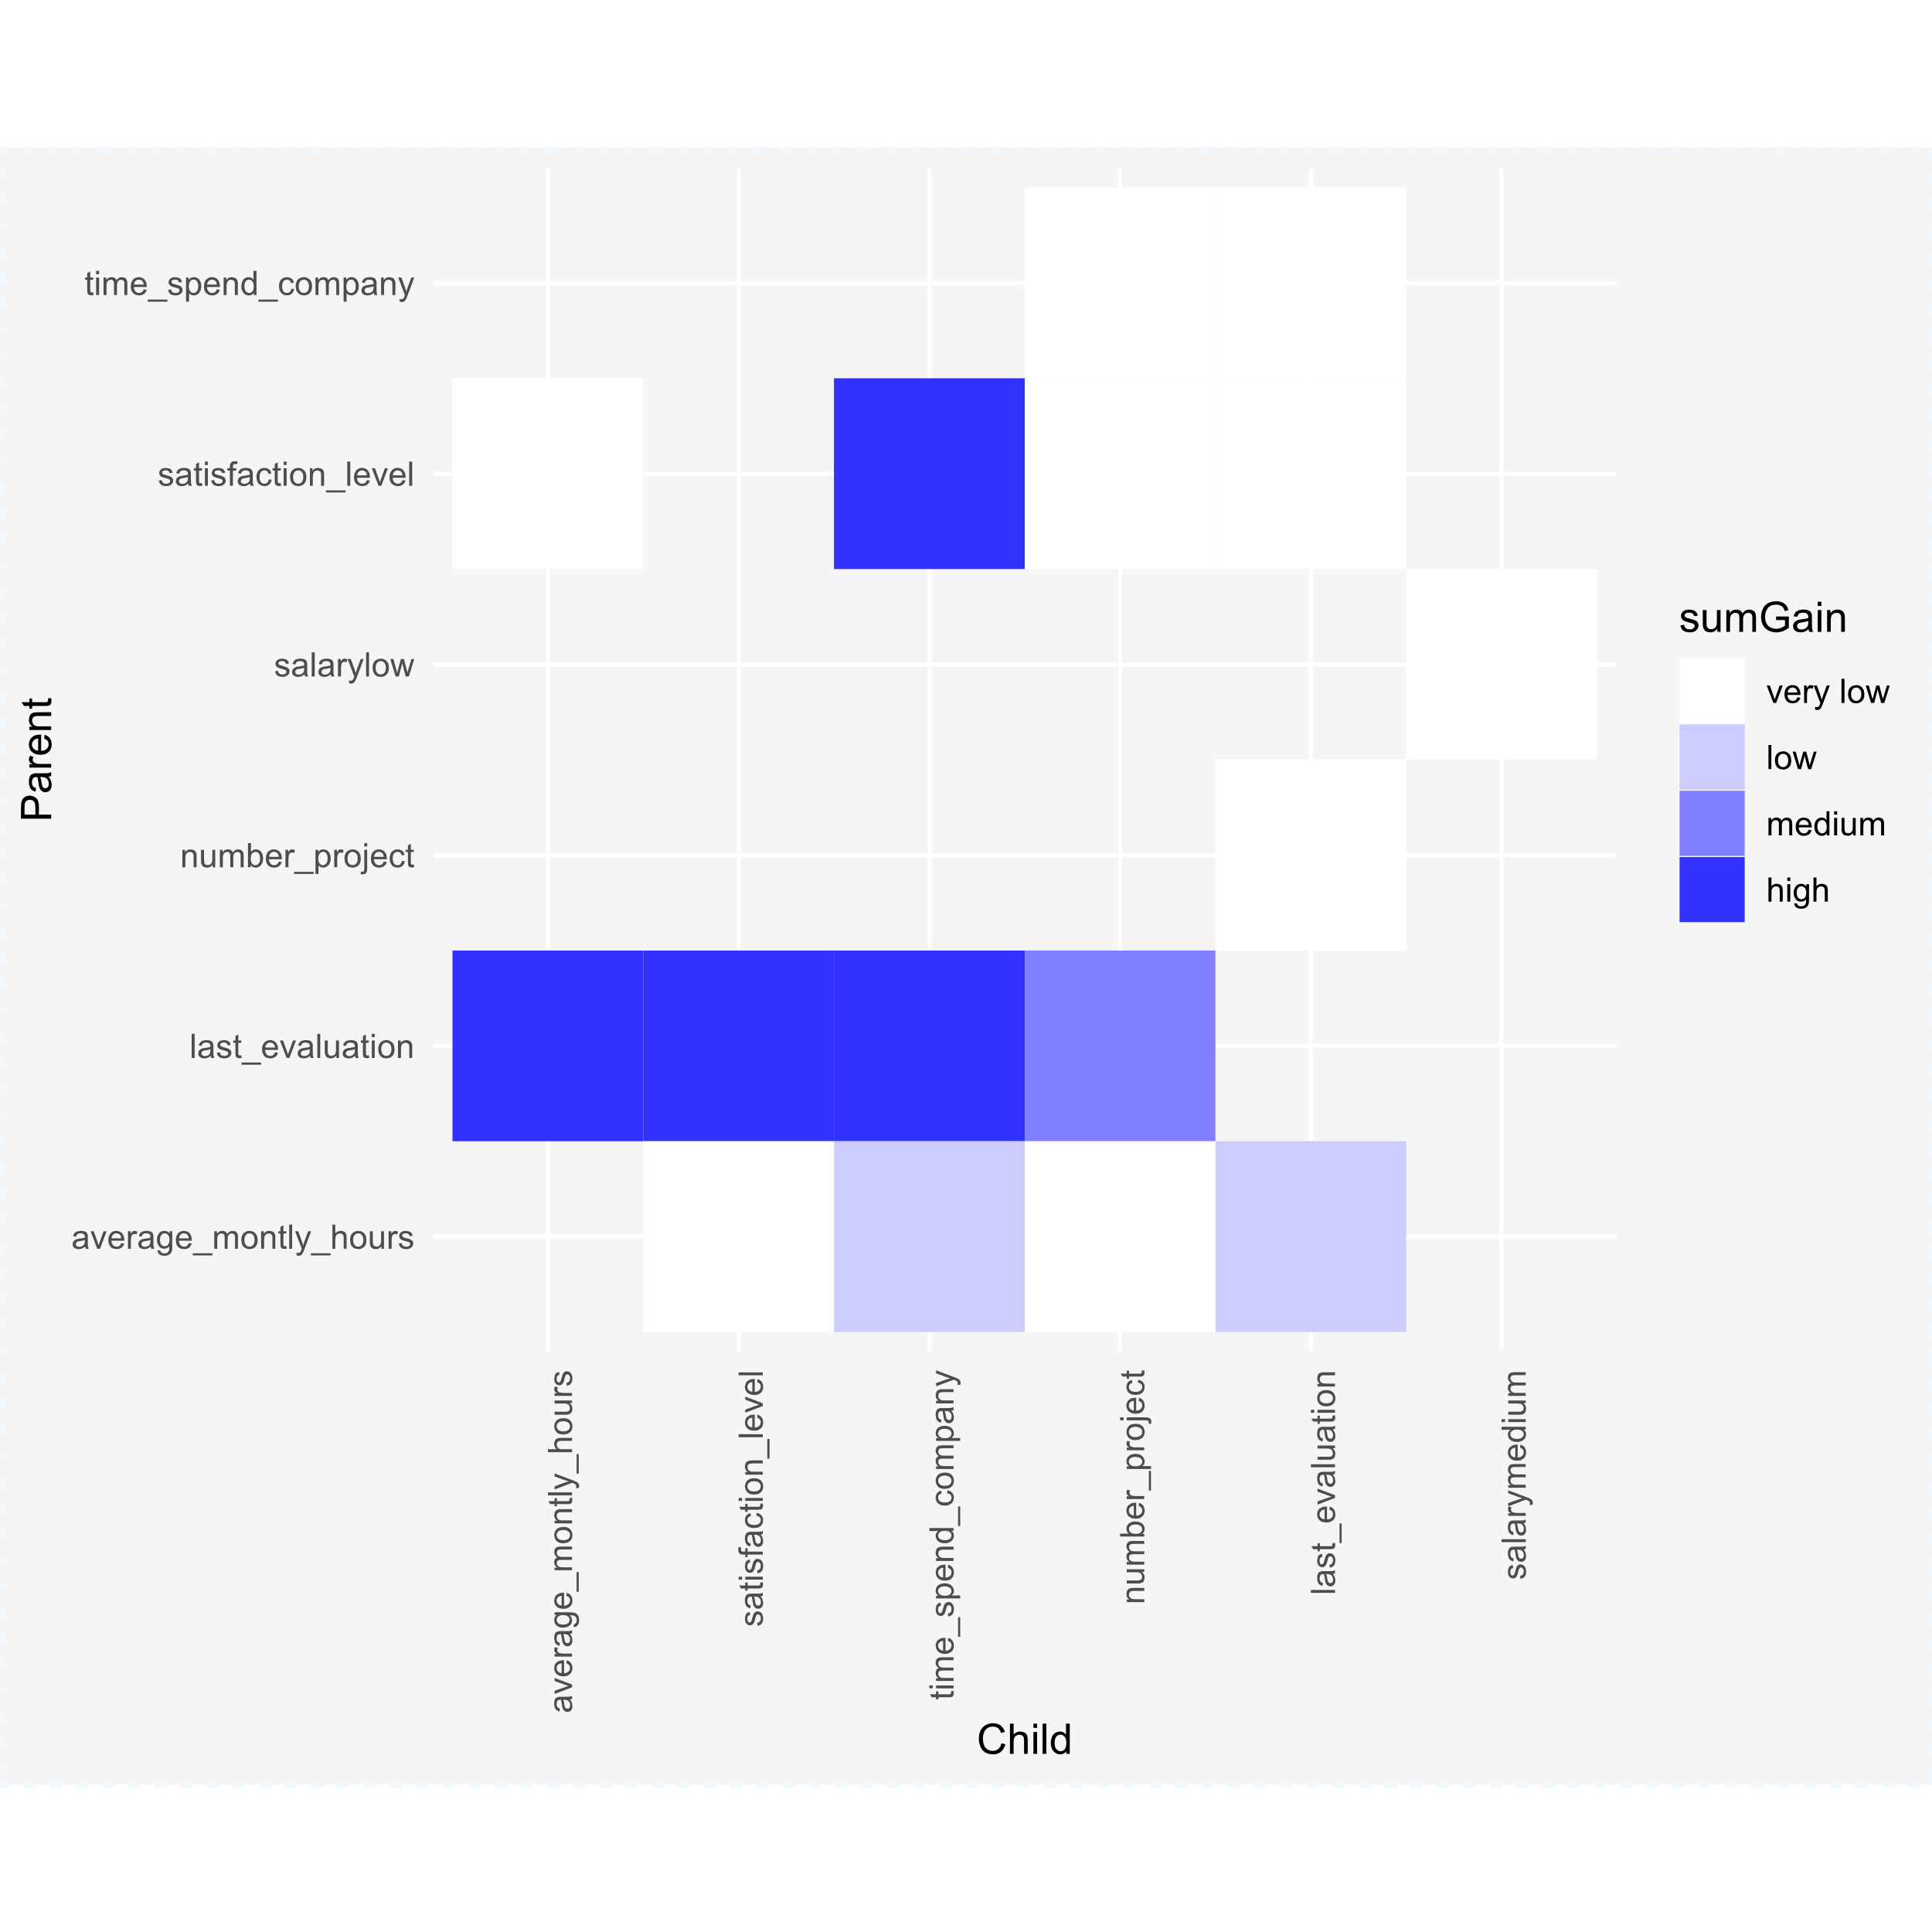 time_spend_company
satisfaction_level
salarylow
number_project
last_evaluation
average_montly_hours
Parent
average_montly_hours
satisfaction_level
time_spend_company
number_project
last_evaluation
salarymedium
Child
sumGain
very low
low
medium
high